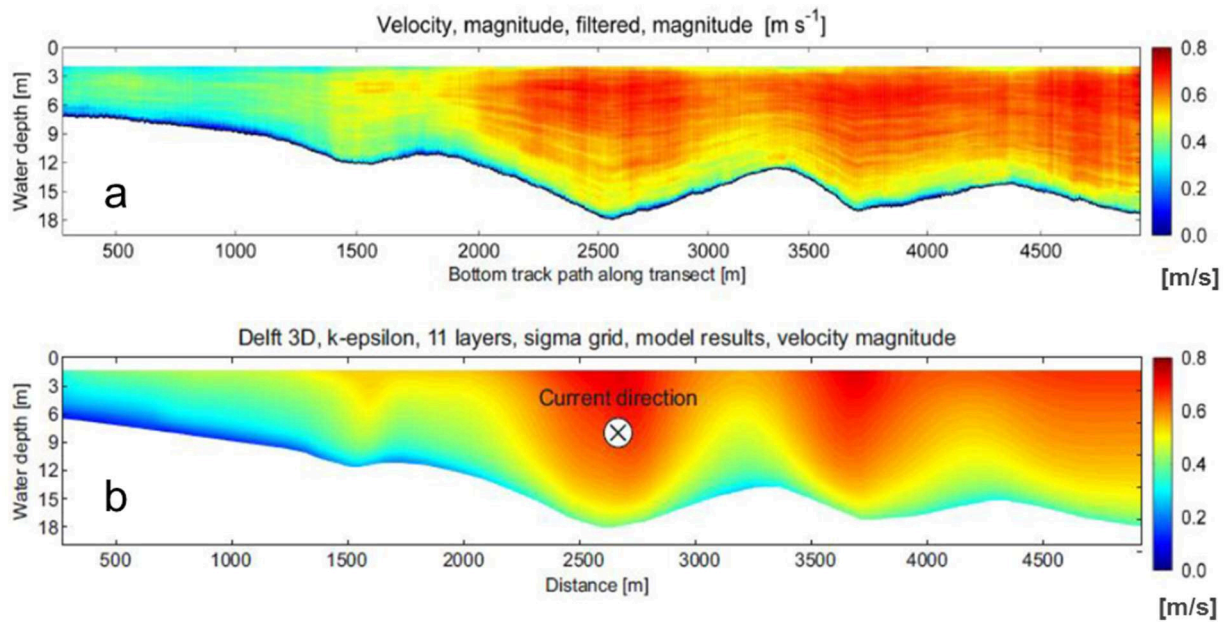 Velocity, magnitude, filtered, magnitude [m s⁻¹]
0
3
6
9
12
15
18
Water depth [m]
a
500 1000 1500 2000 2500 3000 3500 4000 4500
Bottom track path along transect [m]
0.8
0.6
0.4
0.2
0.0
[m/s]
Delft 3D, k-epsilon, 11 layers, sigma grid, model results, velocity magnitude
0
3
6
9
12
15
18
Water depth [m]
Current direction
b
500 1000 1500 2000 2500 3000 3500 4000 4500
Distance [m]
0.8
0.6
0.4
0.2
0.0
[m/s]